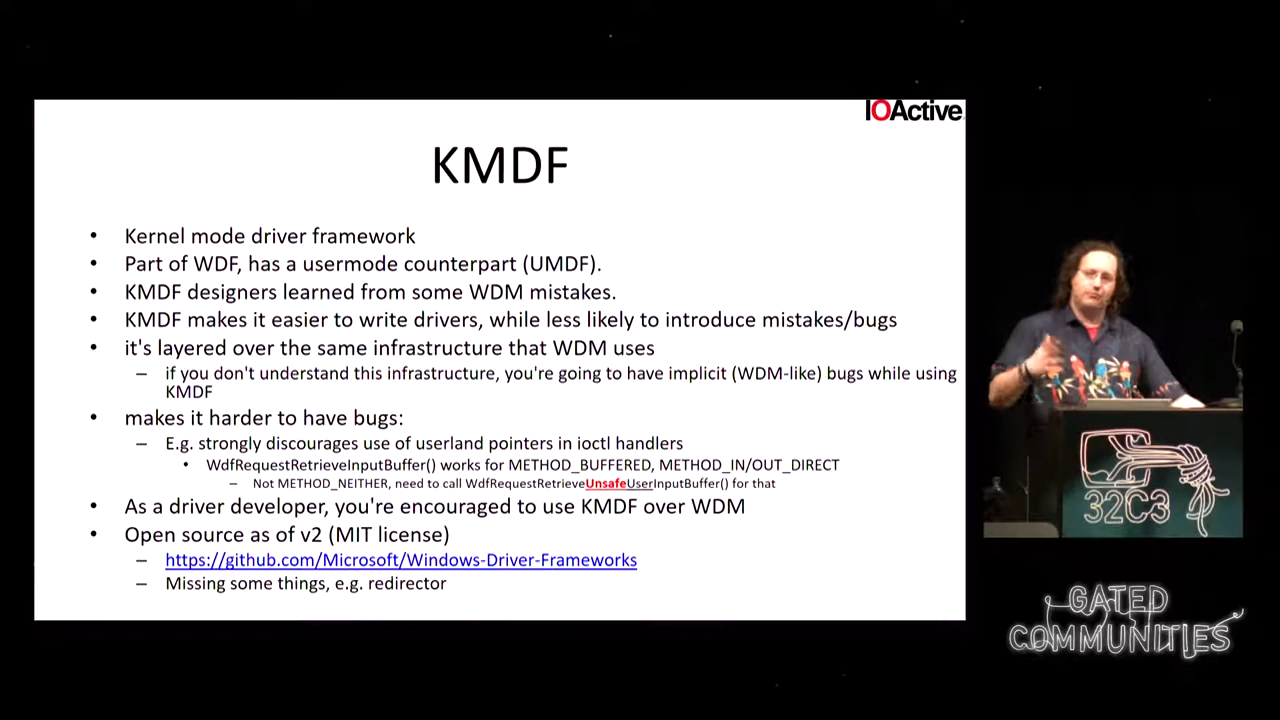 IOActive
KMDF
• Kernel mode driver framework
• Part of WDF, has a usermode counterpart (UMDF).
• KMDF designers learned from some WDM mistakes.
• KMDF makes it easier to write drivers, while less likely to introduce mistakes/bugs
• it's layered over the same infrastructure that WDM uses
– if you don't understand this infrastructure, you're going to have implicit (WDM-like) bugs while using
KMDF
• makes it harder to have bugs:
– E.g. strongly discourages use of userland pointers in ioctl handlers
• WdfRequestRetrieveInputBuffer() works for METHOD_BUFFERED, METHOD_IN/OUT_DIRECT
– Not METHOD_NEITHER, need to call WdfRequestRetrieveUnsafeUserInputBuffer() for that
• As a driver developer, you're encouraged to use KMDF over WDM
• Open source as of v2 (MIT license)
– https://github.com/Microsoft/Windows-Driver-Frameworks
– Missing some things, e.g. redirector
32C3
GATED
COMMUNITIES